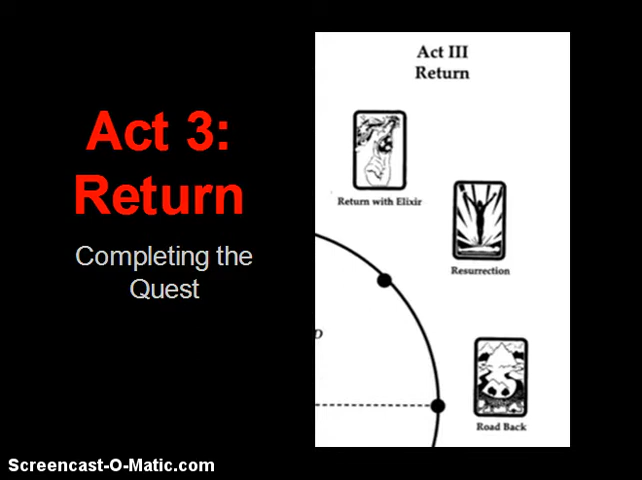 Act 3:
Return
Completing the
Quest
Act III
Return
Return with Elixir
Resurrection
Road Back
Screencast-O-Matic.com